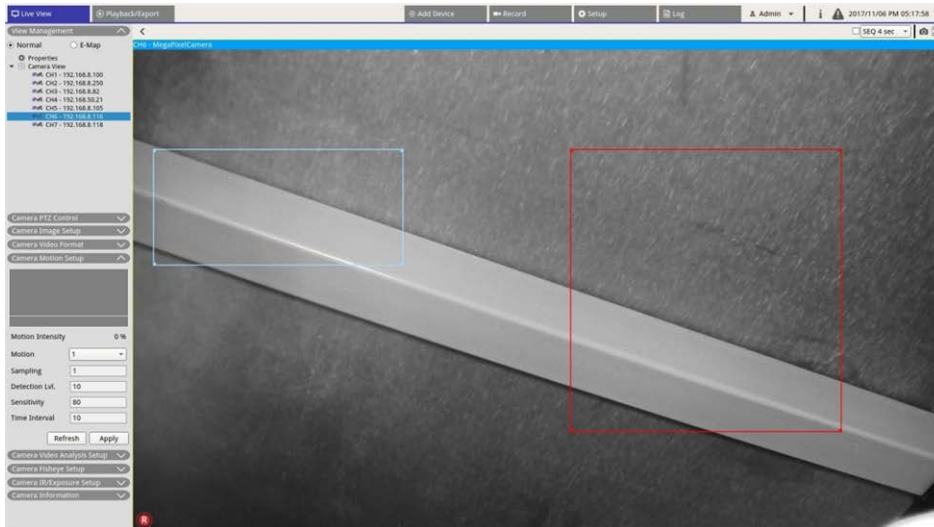 Live View
Playback/Export
Add Device
Record
Setup
Log
Admin
i
2017/11/06 PM 05:17:58
View Management
SEQ 4 sec
Normal
E-Map
CH6 - MegaPixelCamera
Properties
Camera View
CH1 - 192.168.8.100
CH2 - 192.168.8.250
CH3 - 192.168.8.82
CH4 - 192.168.50.21
CH5 - 192.168.8.105
CH6 - 192.168.8.116
CH7 - 192.168.8.118
Camera PTZ Control
Camera Image Setup
Camera Video Format
Camera Motion Setup
Motion Intensity 0 %
Motion 1
Sampling 1
Detection Lvl. 10
Sensitivity 80
Time Interval 10
Refresh Apply
Camera Video Analysis Setup
Camera Fisheye Setup
Camera IR/Exposure Setup
Camera Information
R